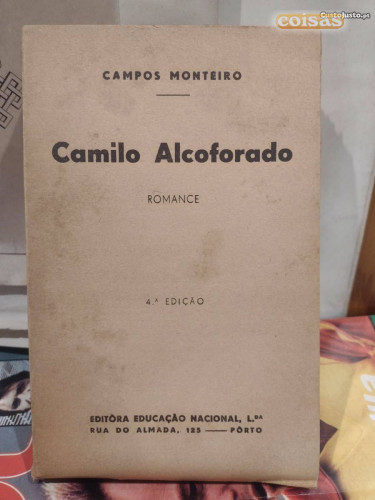 coisas
CustoJusto.pt
CAMPOS MONTEIRO
Camilo Alcoforado
ROMANCE
4.ª EDIÇÃO
EDITÔRA EDUCAÇÃO NACIONAL, L.DA
RUA DO ALMADA, 125 — PÔRTO